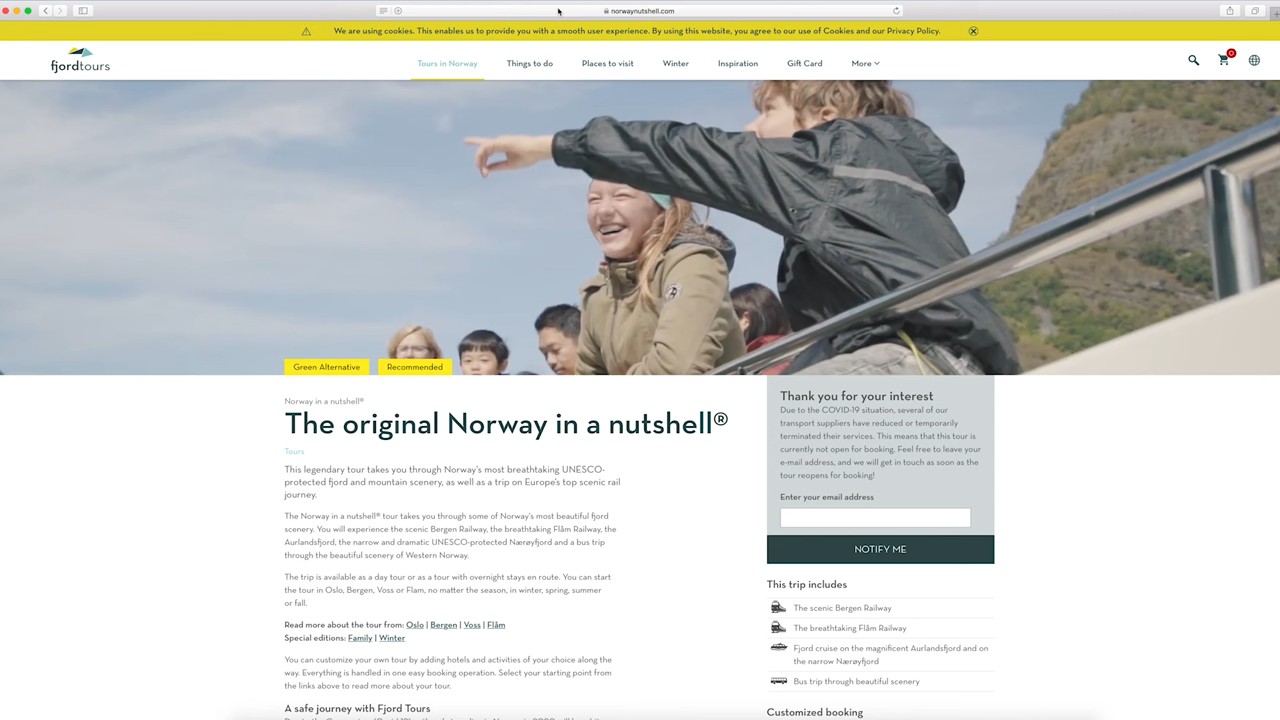 norwaynutshell.com
We are using cookies. This enables us to provide you with a smooth user experience. By using this website, you agree to our use of Cookies and our Privacy Policy.
fjordtours
Tours in Norway
Things to do
Places to visit
Winter
Inspiration
Gift Card
More
0
Green Alternative
Recommended
Norway in a nutshell®
The original Norway in a nutshell®
Tours
This legendary tour takes you through Norway's most breathtaking UNESCO-
protected fjord and mountain scenery, as well as a trip on Europe's top scenic rail
journey.
The Norway in a nutshell® tour takes you through some of Norway's most beautiful fjord
scenery. You will experience the scenic Bergen Railway, the breathtaking Flåm Railway, the
Aurlandsfjord, the narrow and dramatic UNESCO-protected Nærøyfjord and a bus trip
through the beautiful scenery of Western Norway.
The trip is available as a day tour or as a tour with overnight stays en route. You can start
the tour in Oslo, Bergen, Voss or Flam, no matter the season, in winter, spring, summer
or fall.
Read more about the tour from: Oslo | Bergen | Voss | Flåm
Special editions: Family | Winter
You can customize your own tour by adding hotels and activities of your choice along the
way. Everything is handled in one easy booking operation. Select your starting point from
the links above to read more about your tour.
A safe journey with Fjord Tours
Thank you for your interest
Due to the COVID-19 situation, several of our
transport suppliers have reduced or temporarily
terminated their services. This means that this tour is
currently not open for booking. Feel free to leave your
e-mail address, and we will get in touch as soon as the
tour reopens for booking!
Enter your email address
NOTIFY ME
This trip includes
The scenic Bergen Railway
The breathtaking Flåm Railway
Fjord cruise on the magnificent Aurlandsfjord and on
the narrow Nærøyfjord
Bus trip through beautiful scenery
Customized booking